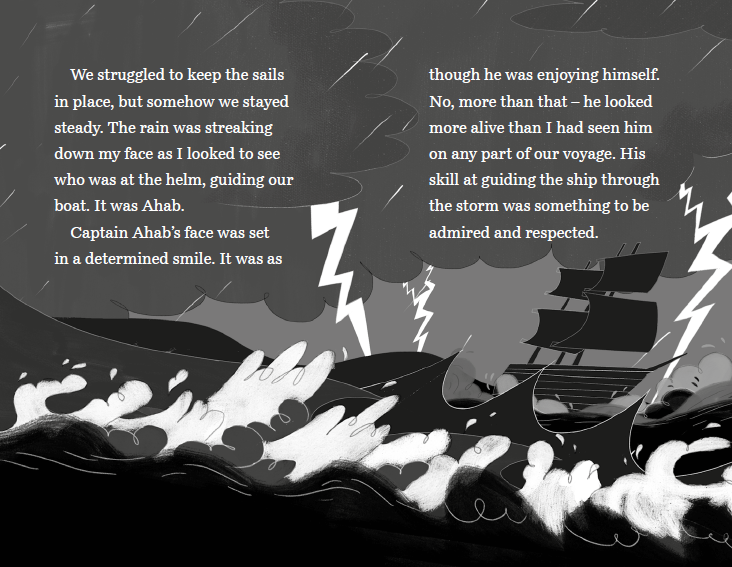 We struggled to keep the sails
in place, but somehow we stayed
steady. The rain was streaking
down my face as I looked to see
who was at the helm, guiding our
boat. It was Ahab.
Captain Ahab’s face was set
in a determined smile. It was as
though he was enjoying himself.
No, more than that – he looked
more alive than I had seen him
on any part of our voyage. His
skill at guiding the ship through
the storm was something to be
admired and respected.